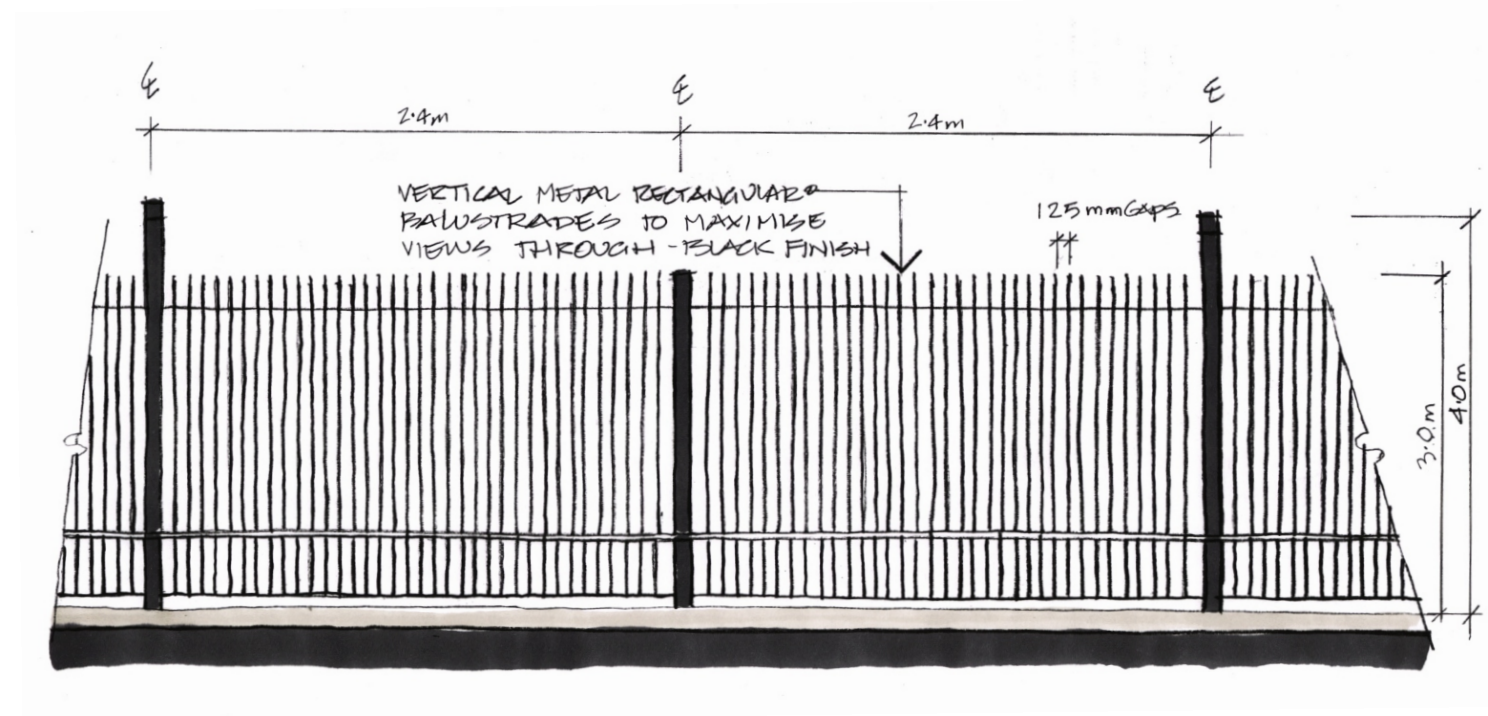 ℄ ℄ ℄
2.4m 2.4m
VERTICAL METAL RECTANGULAR
BALUSTRADES TO MAXIMISE
VIEWS THROUGH - BLACK FINISH
125mm GAPS
3.0m
4.0m